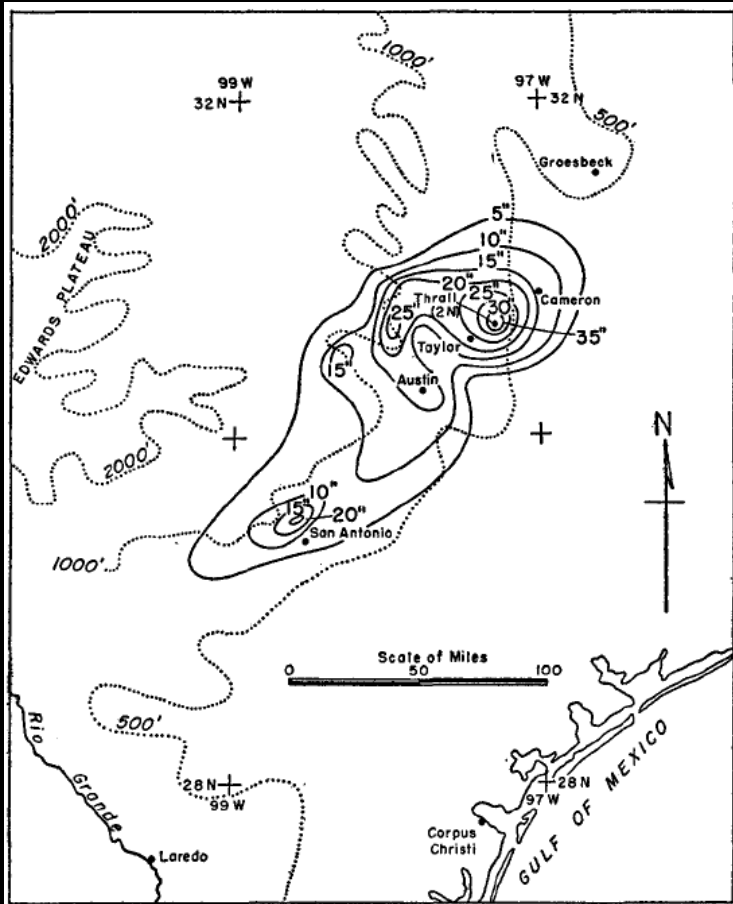 1000'
99 W
32 N
97 W
32 N
500'
Groesbeck
2000'
EDWARDS PLATEAU
5"
10"
15"
20"
25"
30"
Thrall
(2N)
Cameron
25"
35"
Taylor
15"
Austin
2000'
N
10"
15"
20"
San Antonio
1000'
Scale of Miles
0 50 100
500'
Rio Grande
28 N
99 W
28 N
97 W
GULF OF MEXICO
Corpus
Christi
Laredo